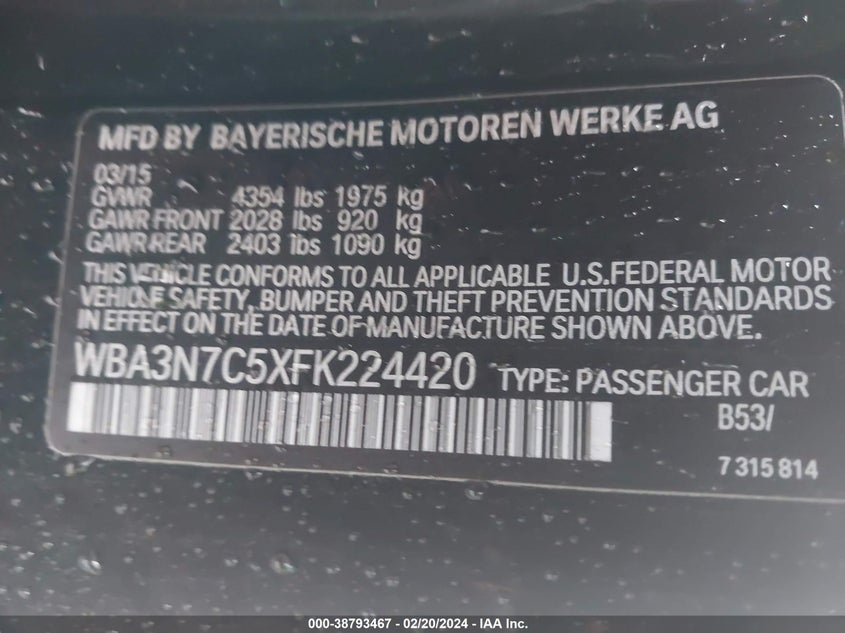 MFD BY BAYERISCHE MOTOREN WERKE AG
03/15
GVWR 4354 lbs 1975 kg
GAWR FRONT 2028 lbs 920 kg
GAWR REAR 2403 lbs 1090 kg
THIS VEHICLE CONFORMS TO ALL APPLICABLE U.S.FEDERAL MOTOR
VEHICLE SAFETY, BUMPER AND THEFT PREVENTION STANDARDS
IN EFFECT ON THE DATE OF MANUFACTURE SHOWN ABOVE.
WBA3N7C5XFK224420 TYPE: PASSENGER CAR
B53/
7 315 814
000-38793467 - 02/20/2024 - IAA Inc.